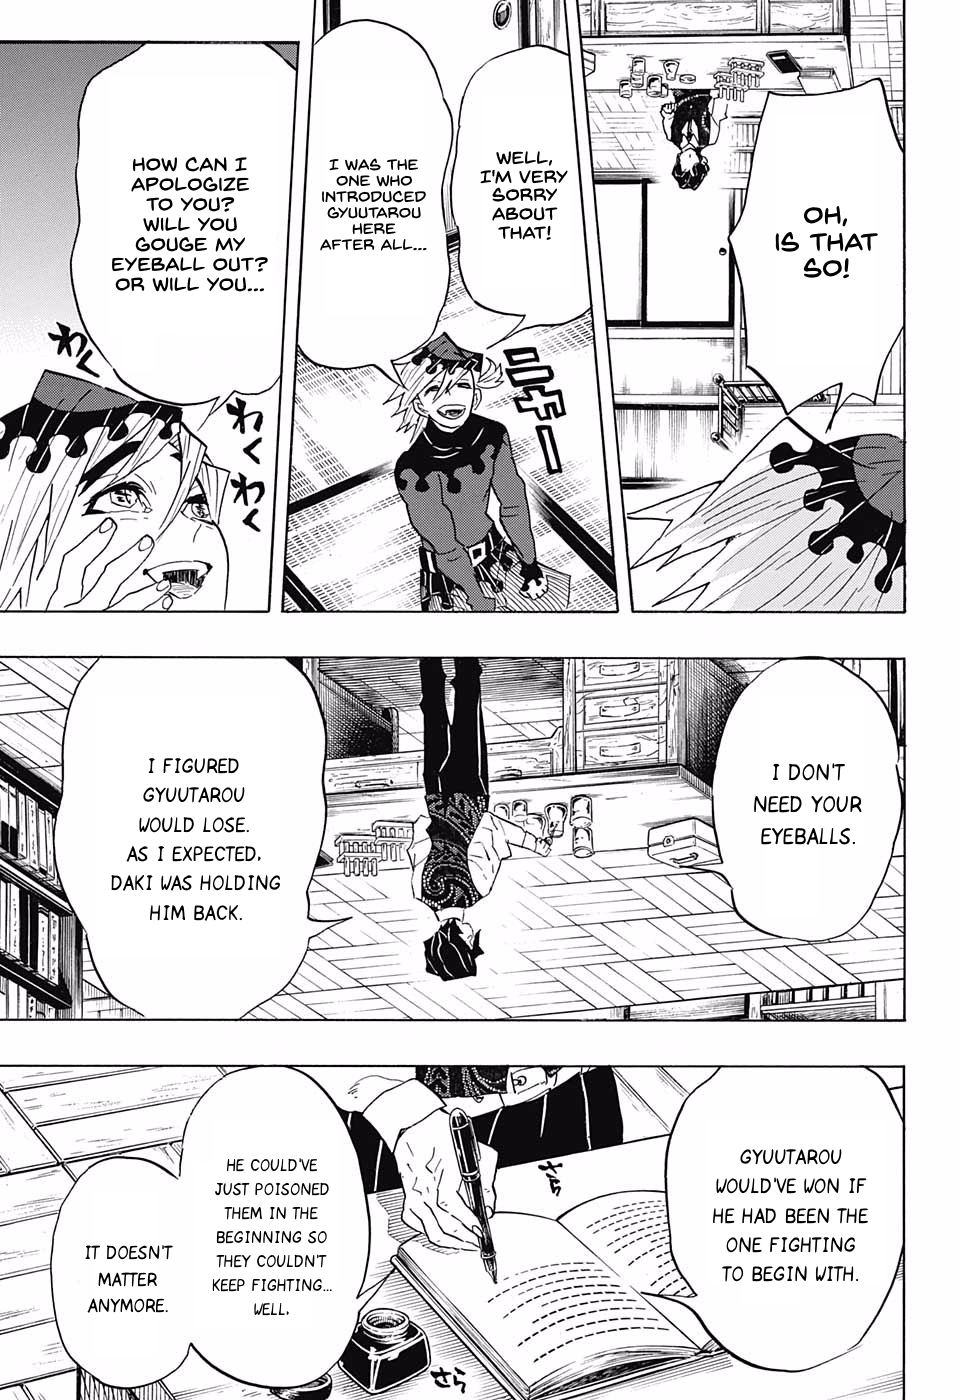 OH,
IS THAT
SO!
WELL,
I'M VERY
SORRY
ABOUT
THAT!
I WAS THE
ONE WHO
INTRODUCED
GYUUTAROU
HERE
AFTER ALL...
ニャー
HOW CAN I
APOLOGIZE
TO YOU?
WILL YOU
GOUGE MY
EYEBALL OUT?
OR WILL YOU...
わく
わくわく
I DON'T
NEED YOUR
EYEBALLS.
I FIGURED
GYUUTAROU
WOULD LOSE.
AS I EXPECTED,
DAKI WAS HOLDING
HIM BACK.
GYUUTAROU
WOULD'VE WON IF
HE HAD BEEN THE
ONE FIGHTING
TO BEGIN WITH.
さら
HE COULD'VE
JUST POISONED
THEM IN THE
BEGINNING SO
THEY COULDN'T
KEEP FIGHTING...
WELL,
IT DOESN'T
MATTER
ANYMORE.
さら